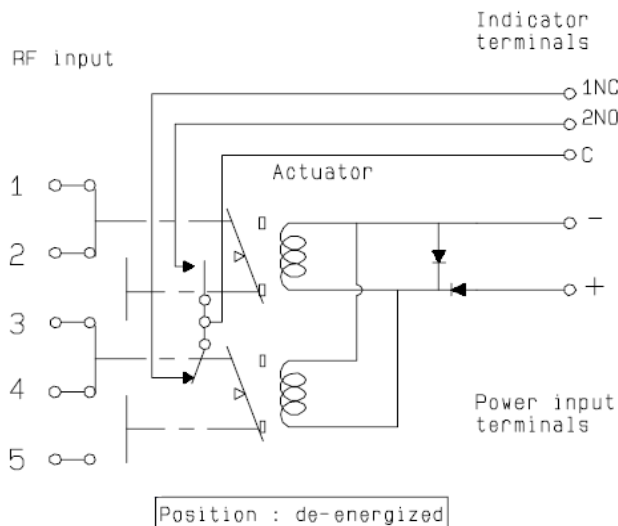 Indicator
terminals
RF input
1NC
2NO
C
Actuator
1
2
3
4
5
-
+
Power input
terminals
Position : de-energized